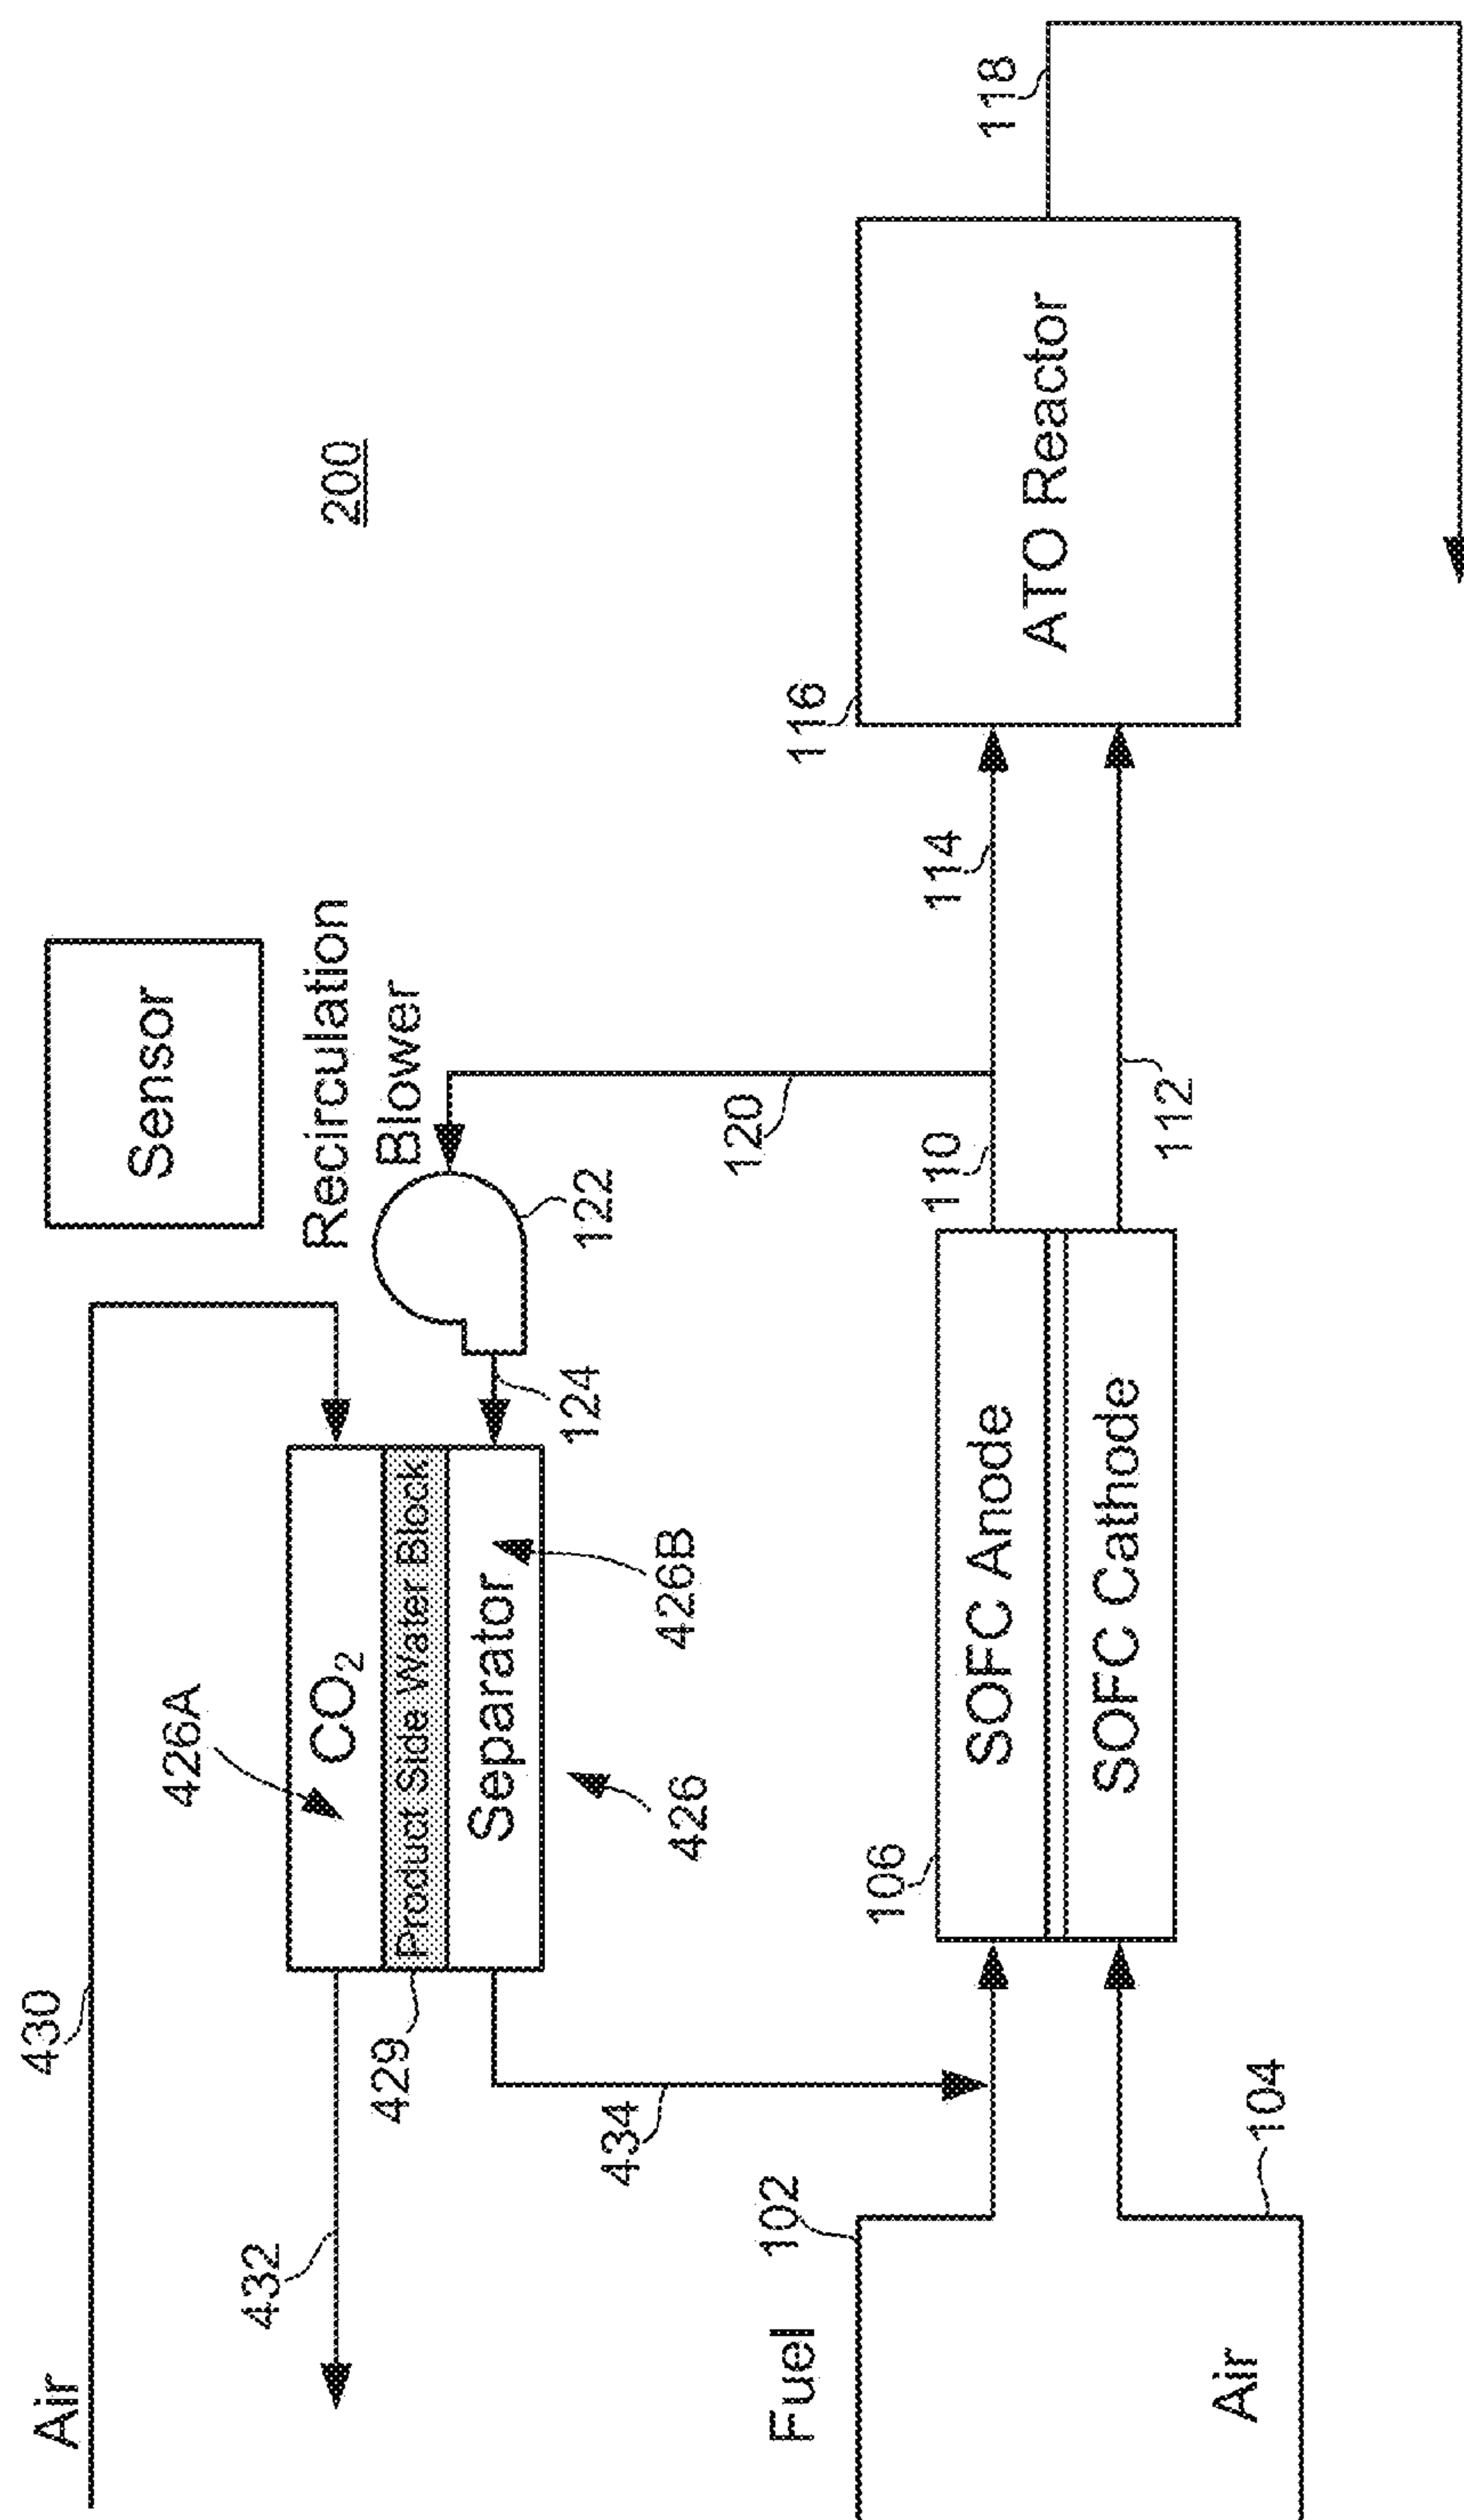 Air
430
Sensor
426A
432
CO₂
Recirculation
Blower
200
429
Product Side Water Block
Separator
124
122
434
426
426B
120
Fuel
102
106
110
114
116
118
SOFC Anode
ATO Reactor
SOFC Cathode
112
Air
104